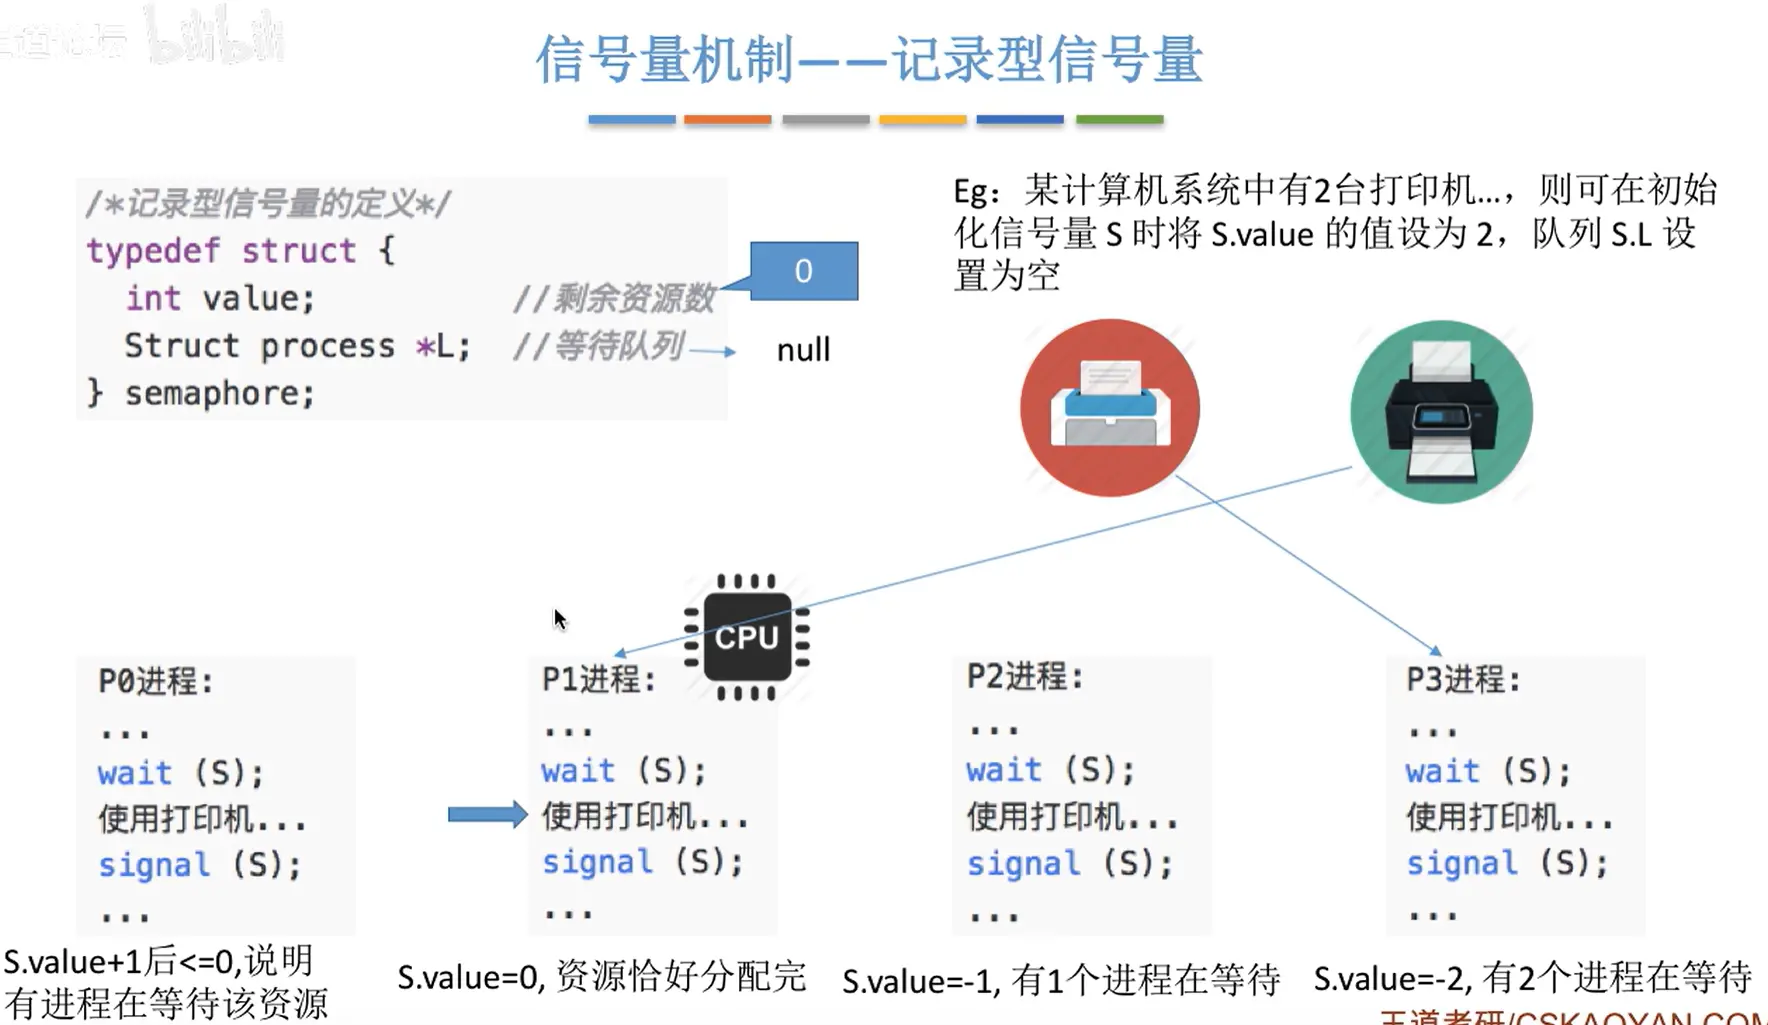 bilibili
信号量机制——记录型信号量
/*记录型信号量的定义*/
typedef struct {
int value; //剩余资源数
Struct process *L; //等待队列
} semaphore;
0
null
Eg：某计算机系统中有2台打印机...，则可在初始
化信号量 S 时将 S.value 的值设为 2，队列 S.L 设
置为空
CPU
P0进程:
...
wait (S);
使用打印机...
signal (S);
...
S.value+1后<=0,说明
有进程在等待该资源
P1进程:
...
wait (S);
使用打印机...
signal (S);
...
S.value=0, 资源恰好分配完
P2进程:
...
wait (S);
使用打印机...
signal (S);
...
S.value=-1, 有1个进程在等待
P3进程:
...
wait (S);
使用打印机...
signal (S);
...
S.value=-2, 有2个进程在等待
王道考研/CSKAOYAN.COM